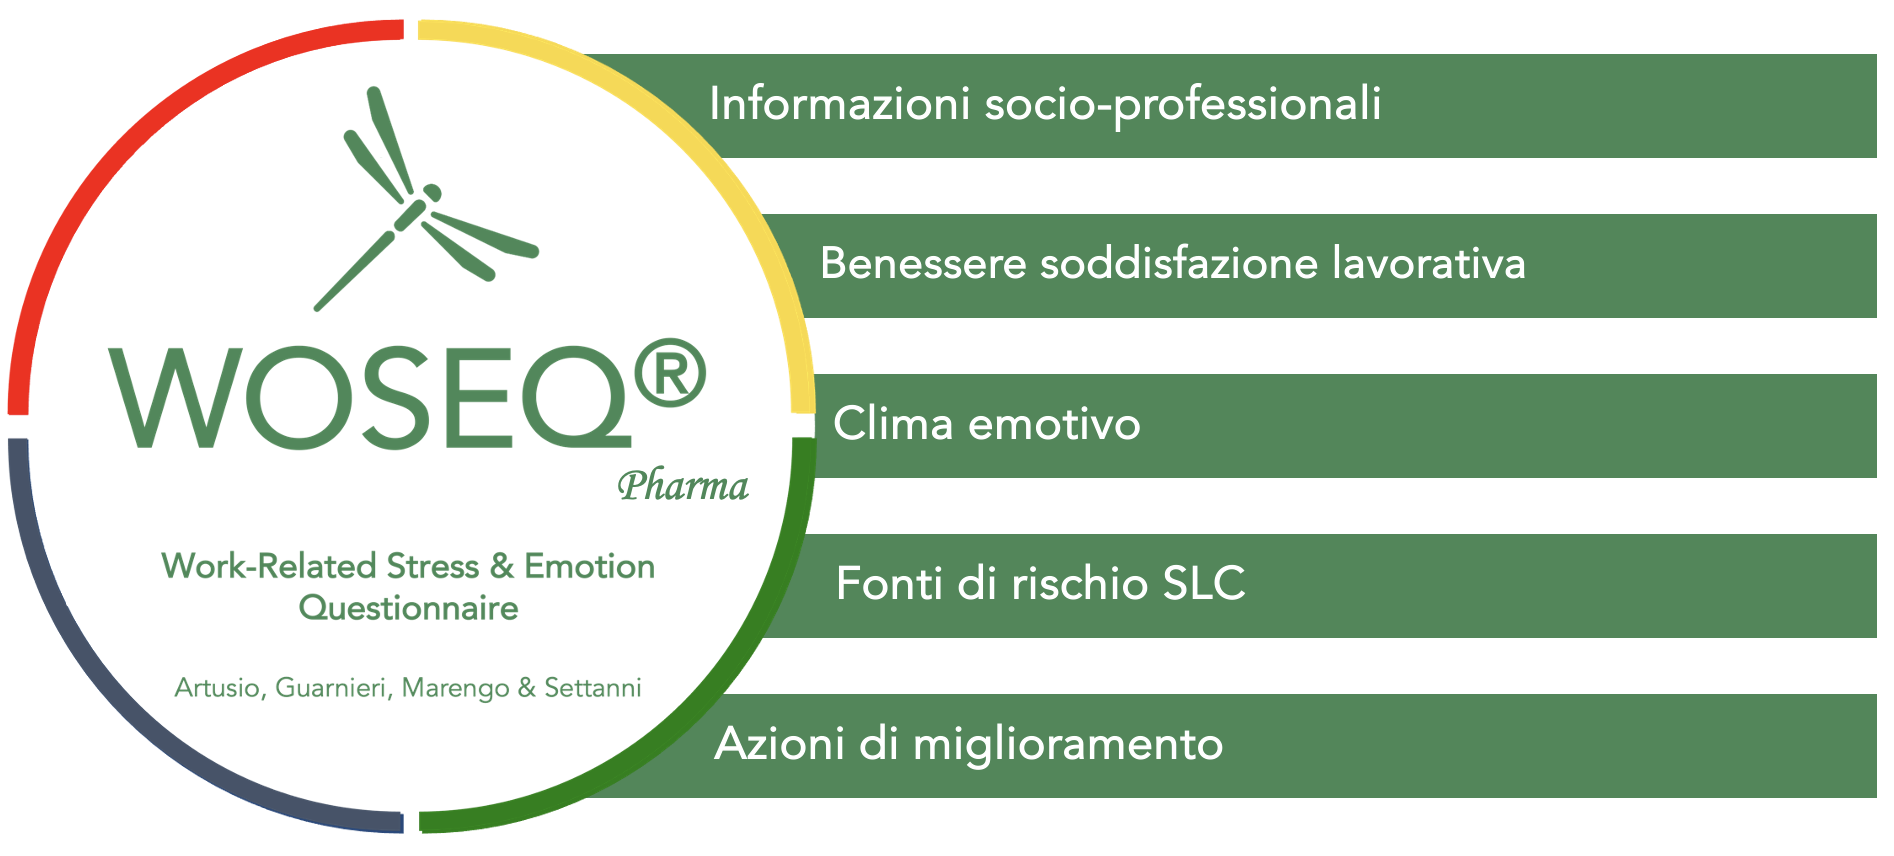 WOSEQ®
Pharma
Work-Related Stress & Emotion
Questionnaire
Artusio, Guarnieri, Marengo & Settanni
Informazioni socio-professionali
Benessere soddisfazione lavorativa
Clima emotivo
Fonti di rischio SLC
Azioni di miglioramento